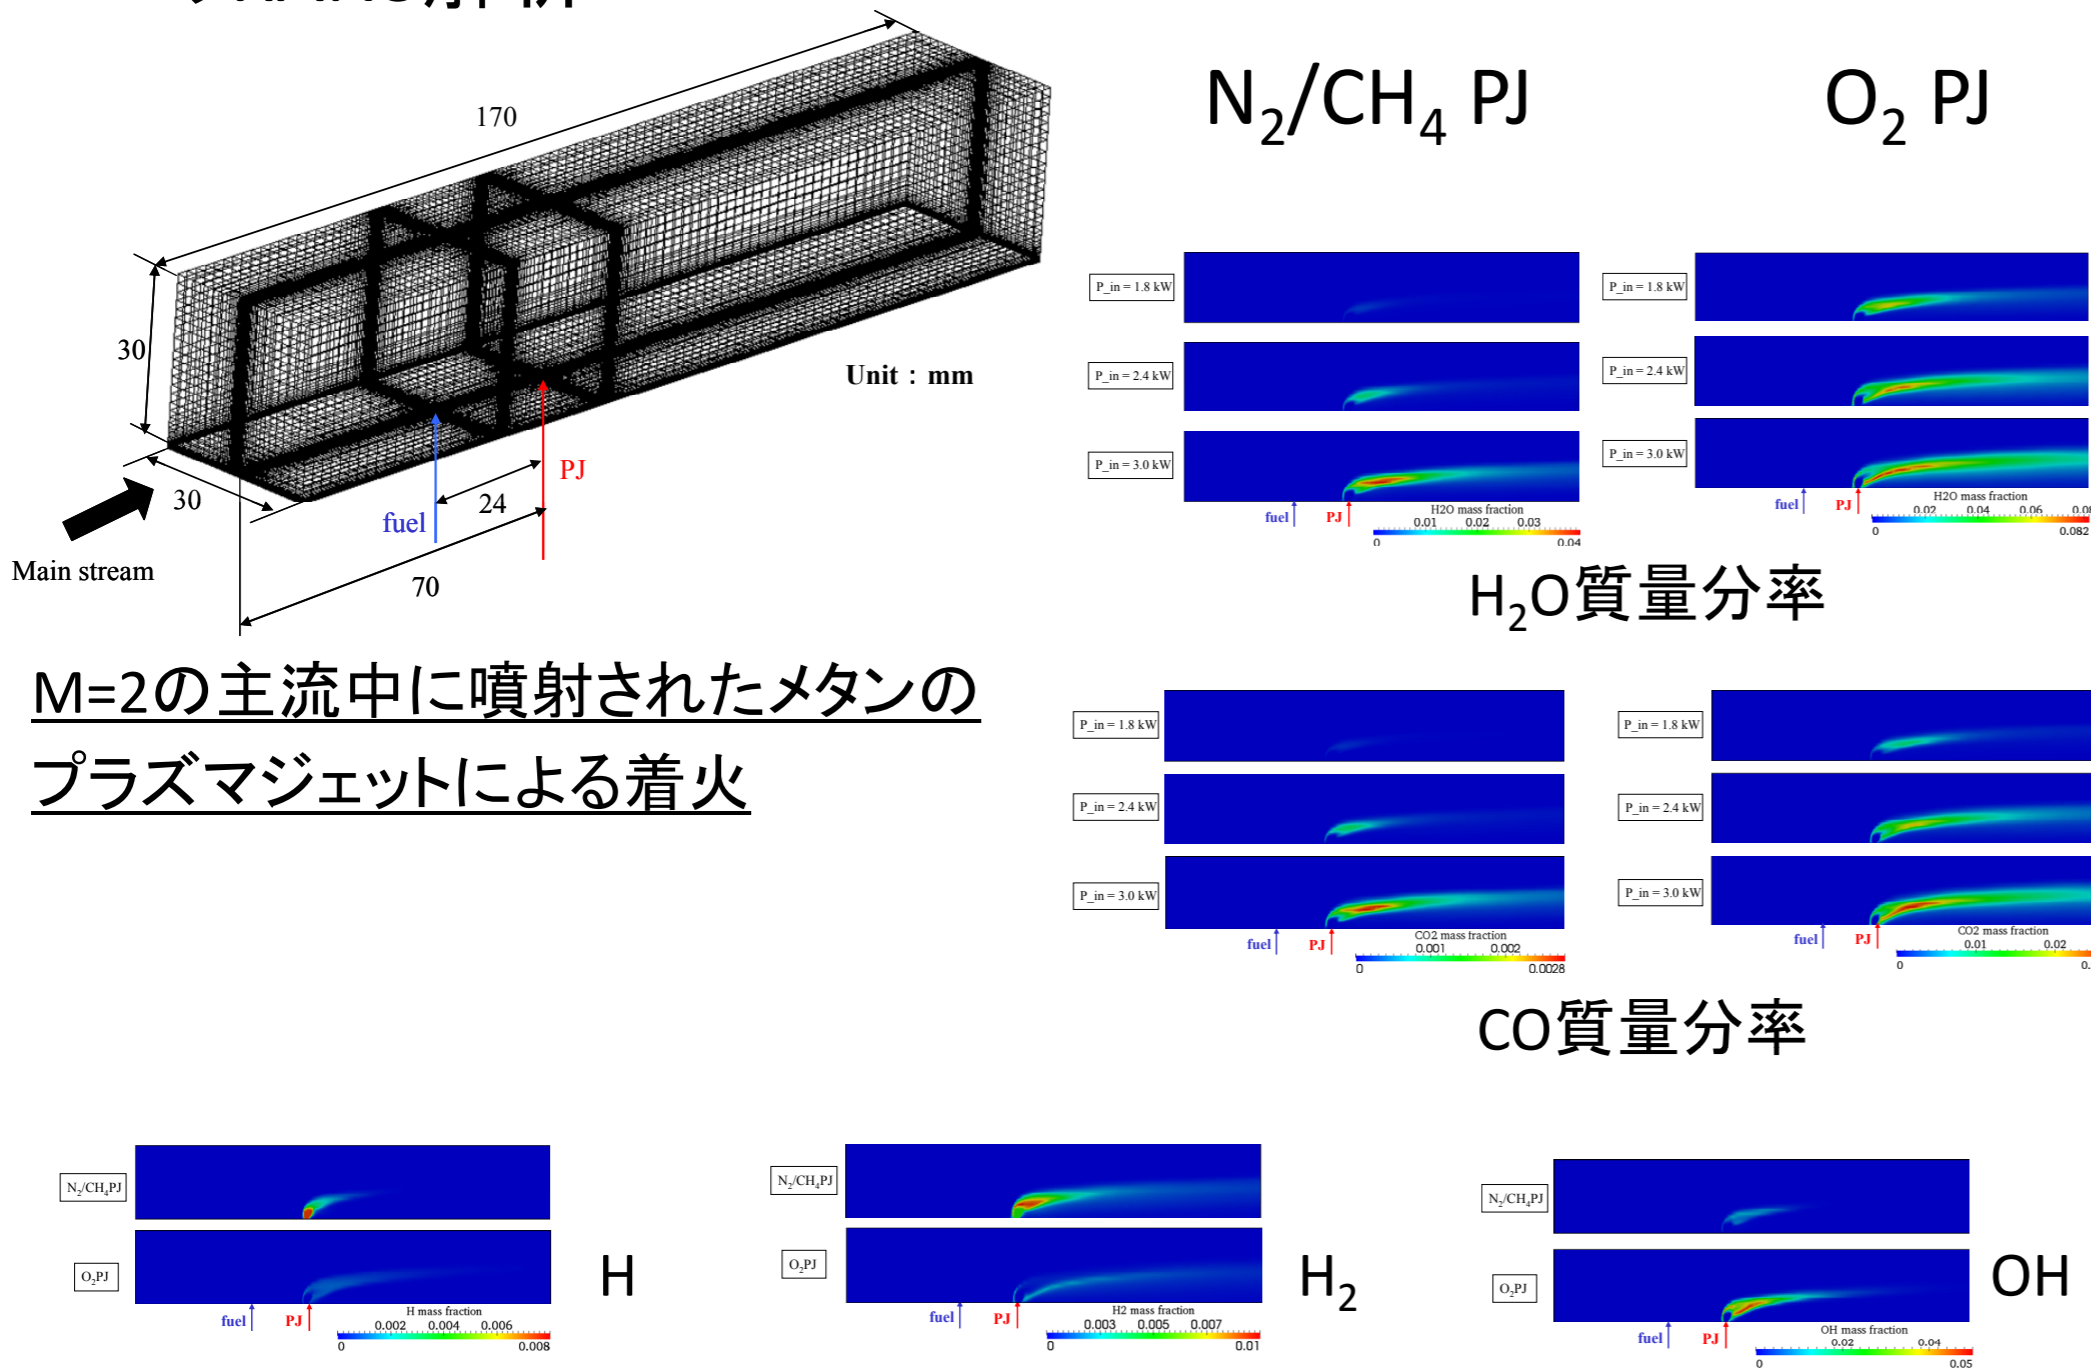 170
30
30
24
70
Unit : mm
PJ
fuel
Main stream
M=2の主流中に噴射されたメタンの
プラズマジェットによる着火
N2/CH4 PJ
O2 PJ
P_in = 1.8 kW
P_in = 2.4 kW
P_in = 3.0 kW
fuel
PJ
H2O mass fraction
0.01 0.02 0.03
0 0.04
P_in = 1.8 kW
P_in = 2.4 kW
P_in = 3.0 kW
fuel
PJ
H2O mass fraction
0.02 0.04 0.06 0.08
0 0.082
H2O質量分率
P_in = 1.8 kW
P_in = 2.4 kW
P_in = 3.0 kW
fuel
PJ
CO2 mass fraction
0.001 0.002
0 0.0028
P_in = 1.8 kW
P_in = 2.4 kW
P_in = 3.0 kW
fuel
PJ
CO2 mass fraction
0.01 0.02
0
CO質量分率
N2/CH4PJ
O2PJ
fuel
PJ
H mass fraction
0.002 0.004 0.006
0 0.008
H
N2/CH4PJ
O2PJ
fuel
PJ
H2 mass fraction
0.003 0.005 0.007
0 0.01
H2
N2/CH4PJ
O2PJ
fuel
PJ
OH mass fraction
0.02 0.04
0 0.05
OH